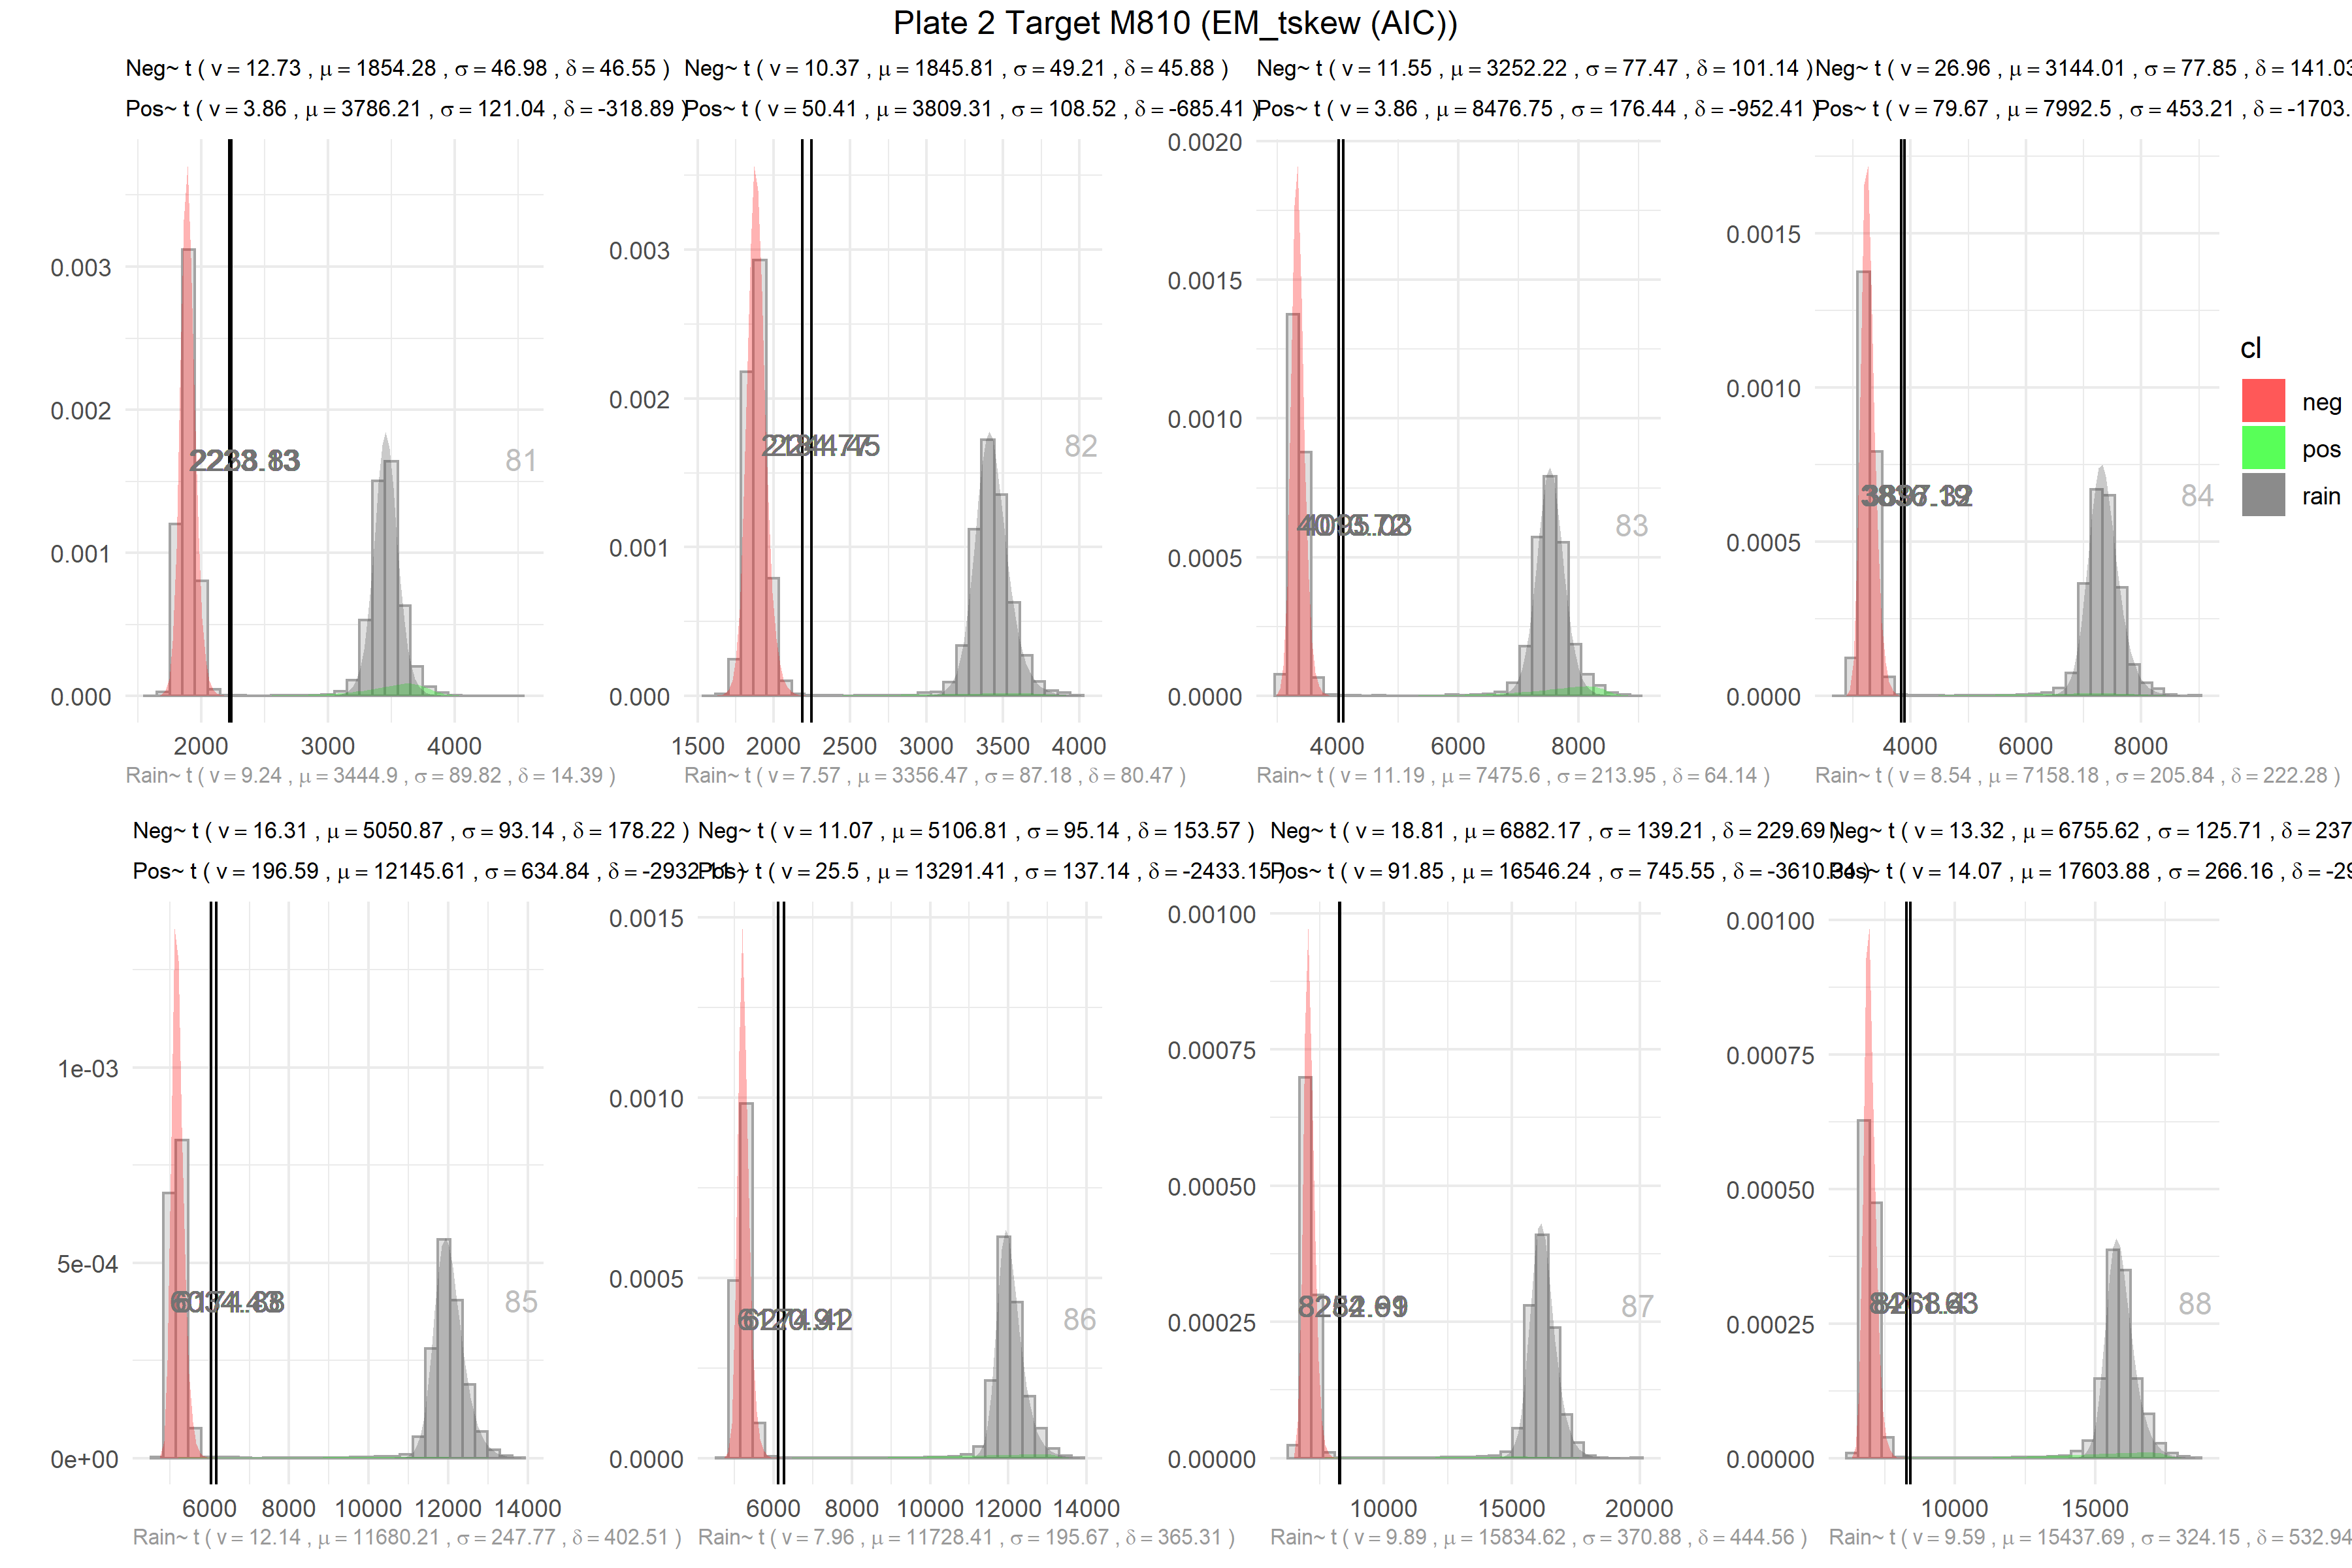 Plate 2 Target M810 (EM_tskew (AIC))
Neg~ t ( v = 12.73 , μ = 1854.28 , σ = 46.98 , δ = 46.55 )
Pos~ t ( v = 3.86 , μ = 3786.21 , σ = 121.04 , δ = -318.89 )
0.003
0.002
0.001
0.000
81
2000 3000 4000
Rain~ t ( v = 9.24 , μ = 3444.9 , σ = 89.82 , δ = 14.39 )
Neg~ t ( v = 10.37 , μ = 1845.81 , σ = 49.21 , δ = 45.88 )
Pos~ t ( v = 50.41 , μ = 3809.31 , σ = 108.52 , δ = -685.41 )
0.003
0.002
0.001
0.000
82
1500 2000 2500 3000 3500 4000
Rain~ t ( v = 7.57 , μ = 3356.47 , σ = 87.18 , δ = 80.47 )
Neg~ t ( v = 11.55 , μ = 3252.22 , σ = 77.47 , δ = 101.14 )
Pos~ t ( v = 3.86 , μ = 8476.75 , σ = 176.44 , δ = -952.41 )
0.0020
0.0015
0.0010
0.0005
0.0000
83
4000 6000 8000
Rain~ t ( v = 11.19 , μ = 7475.6 , σ = 213.95 , δ = 64.14 )
Neg~ t ( v = 26.96 , μ = 3144.01 , σ = 77.85 , δ = 141.03
Pos~ t ( v = 79.67 , μ = 7992.5 , σ = 453.21 , δ = -1703.
0.0015
0.0010
0.0005
0.0000
84
4000 6000 8000
Rain~ t ( v = 8.54 , μ = 7158.18 , σ = 205.84 , δ = 222.28 )
cl
neg
pos
rain
Neg~ t ( v = 16.31 , μ = 5050.87 , σ = 93.14 , δ = 178.22 )
Pos~ t ( v = 196.59 , μ = 12145.61 , σ = 634.84 , δ = -2932.11 )
1e-03
5e-04
0e+00
85
6000 8000 10000 12000 14000
Rain~ t ( v = 12.14 , μ = 11680.21 , σ = 247.77 , δ = 402.51 )
Neg~ t ( v = 11.07 , μ = 5106.81 , σ = 95.14 , δ = 153.57 )
Pos~ t ( v = 25.5 , μ = 13291.41 , σ = 137.14 , δ = -2433.15 )
0.0015
0.0010
0.0005
0.0000
86
6000 8000 10000 12000 14000
Rain~ t ( v = 7.96 , μ = 11728.41 , σ = 195.67 , δ = 365.31 )
Neg~ t ( v = 18.81 , μ = 6882.17 , σ = 139.21 , δ = 229.69 )
Pos~ t ( v = 91.85 , μ = 16546.24 , σ = 745.55 , δ = -3610.34 )
0.00100
0.00075
0.00050
0.00025
0.00000
87
10000 15000 20000
Rain~ t ( v = 9.89 , μ = 15834.62 , σ = 370.88 , δ = 444.56 )
Neg~ t ( v = 13.32 , μ = 6755.62 , σ = 125.71 , δ = 237
Pos~ t ( v = 14.07 , μ = 17603.88 , σ = 266.16 , δ = -29
0.00100
0.00075
0.00050
0.00025
0.00000
88
10000 15000
Rain~ t ( v = 9.59 , μ = 15437.69 , σ = 324.15 , δ = 532.94